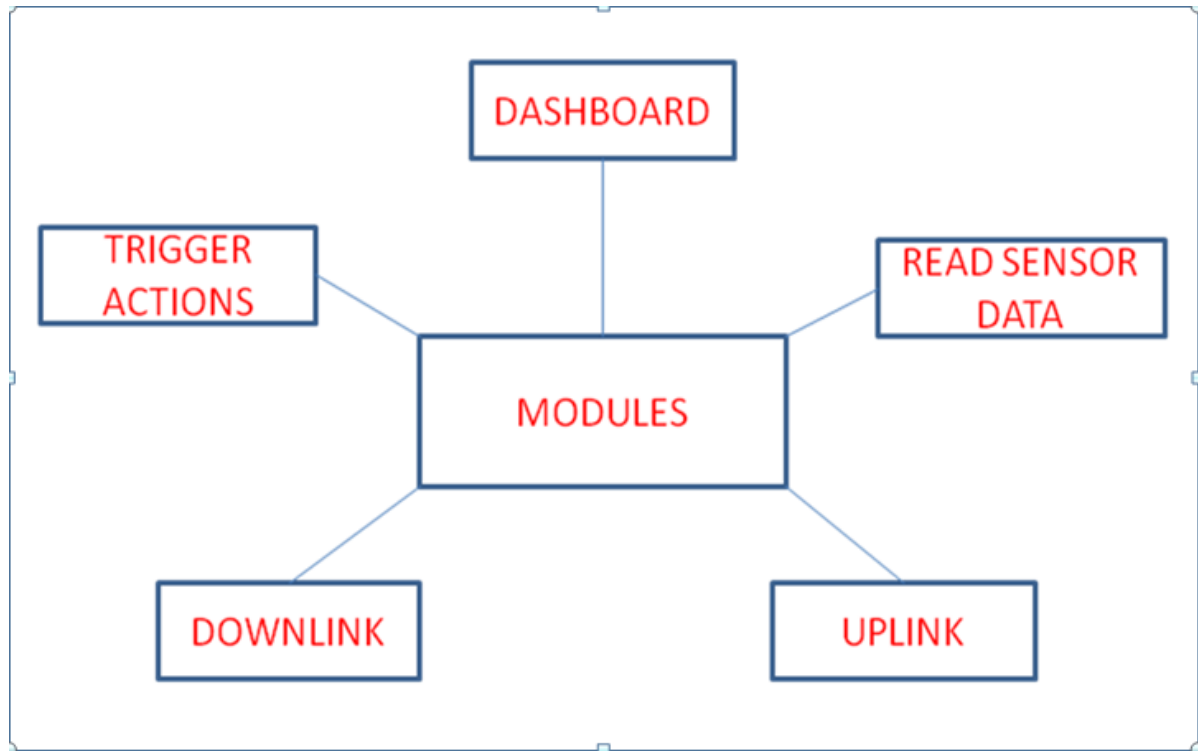 DASHBOARD
TRIGGER
ACTIONS
READ SENSOR
DATA
MODULES
DOWNLINK
UPLINK